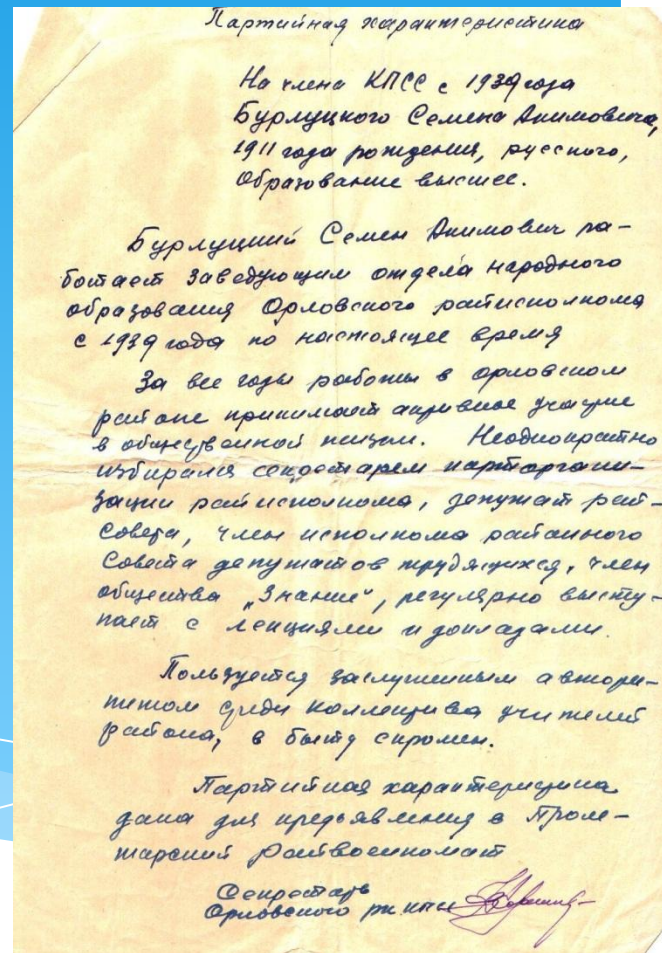 Партийная характеристика
На члена КПСС с 1939 года
Бурлуцкого Семена Акимовича,
1911 года рождения, русского,
образование высшее.
Бурлуцкий Семен Акимович ра-
ботает заведующим отдела народного
образования Орловского райисполкома
с 1939 года по настоящее время
За все годы работы в орловском
районе принимает активное участие
в общественной жизни. Неоднократно
избирался секретарем парторгани-
зации райисполкома, депутат рай-
совета, член исполкома районного
Совета депутатов трудящихся, член
общества „Знание“, регулярно высту-
пает с лекциями и докладами.
Пользуется заслуженным автори-
тетом среди коллектива учителей
района, в быту скромен.
Партийная характеристика
дана для предъявления в Проле-
тарский райвоенкомат
Секретарь
Орловского рк КПСС